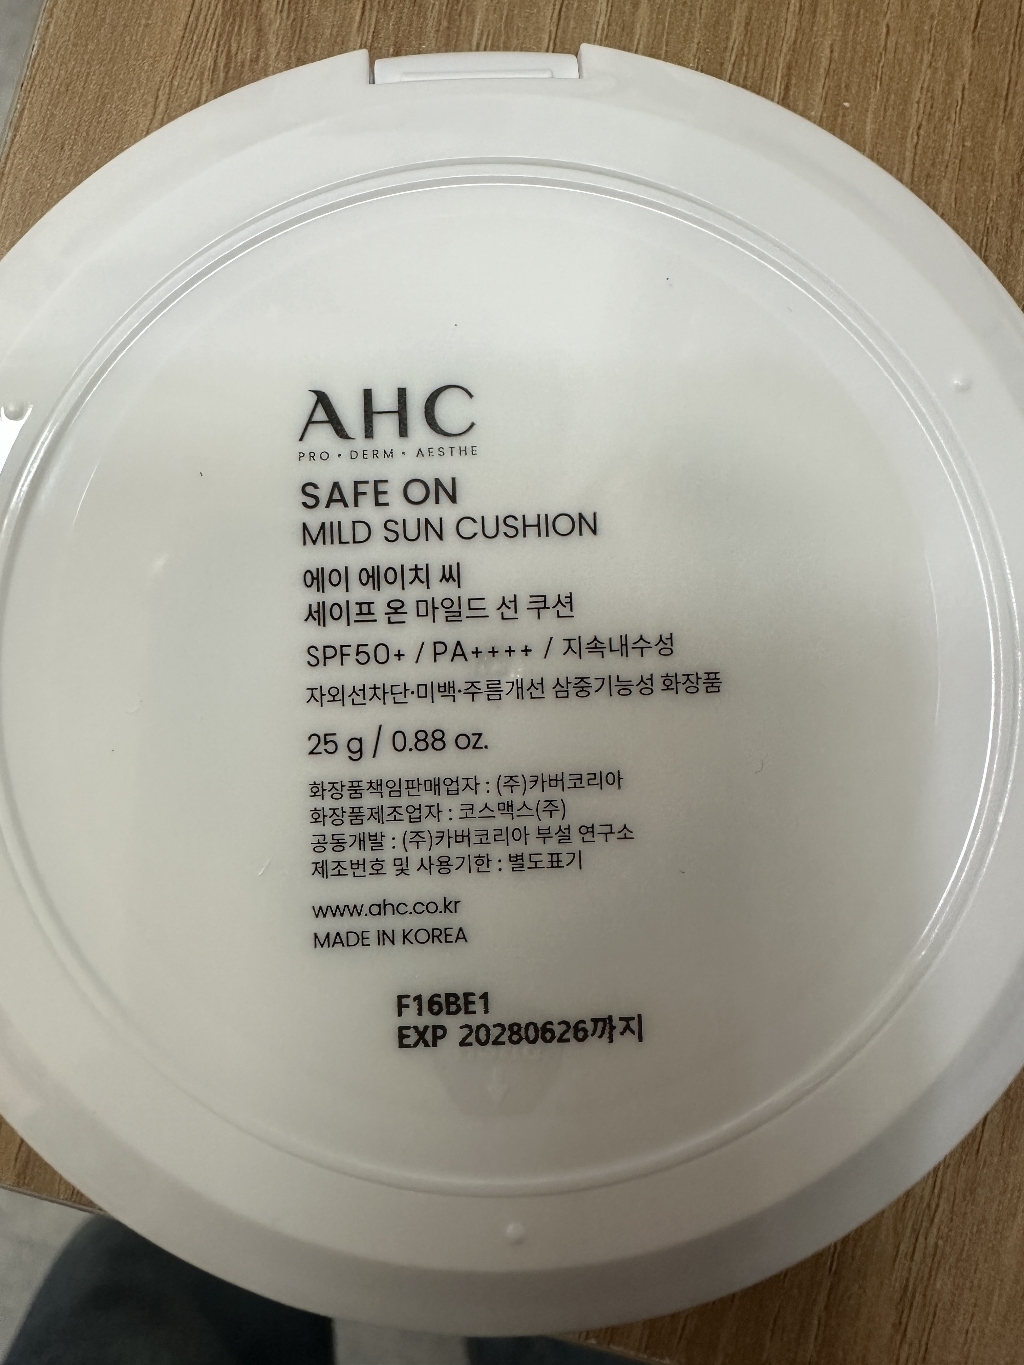 AHC
PRO • DERM • AESTHE
SAFE ON
MILD SUN CUSHION
에이 에이치 씨
세이프 온 마일드 선 쿠션
SPF50+ / PA++++ / 지속내수성
자외선차단·미백·주름개선 삼중기능성 화장품
25 g / 0.88 oz.
화장품책임판매업자 : (주)카버코리아
화장품제조업자 : 코스맥스(주)
공동개발 : (주)카버코리아 부설 연구소
제조번호 및 사용기한 : 별도표기
www.ahc.co.kr
MADE IN KOREA
F16BE1
EXP 20280626까지